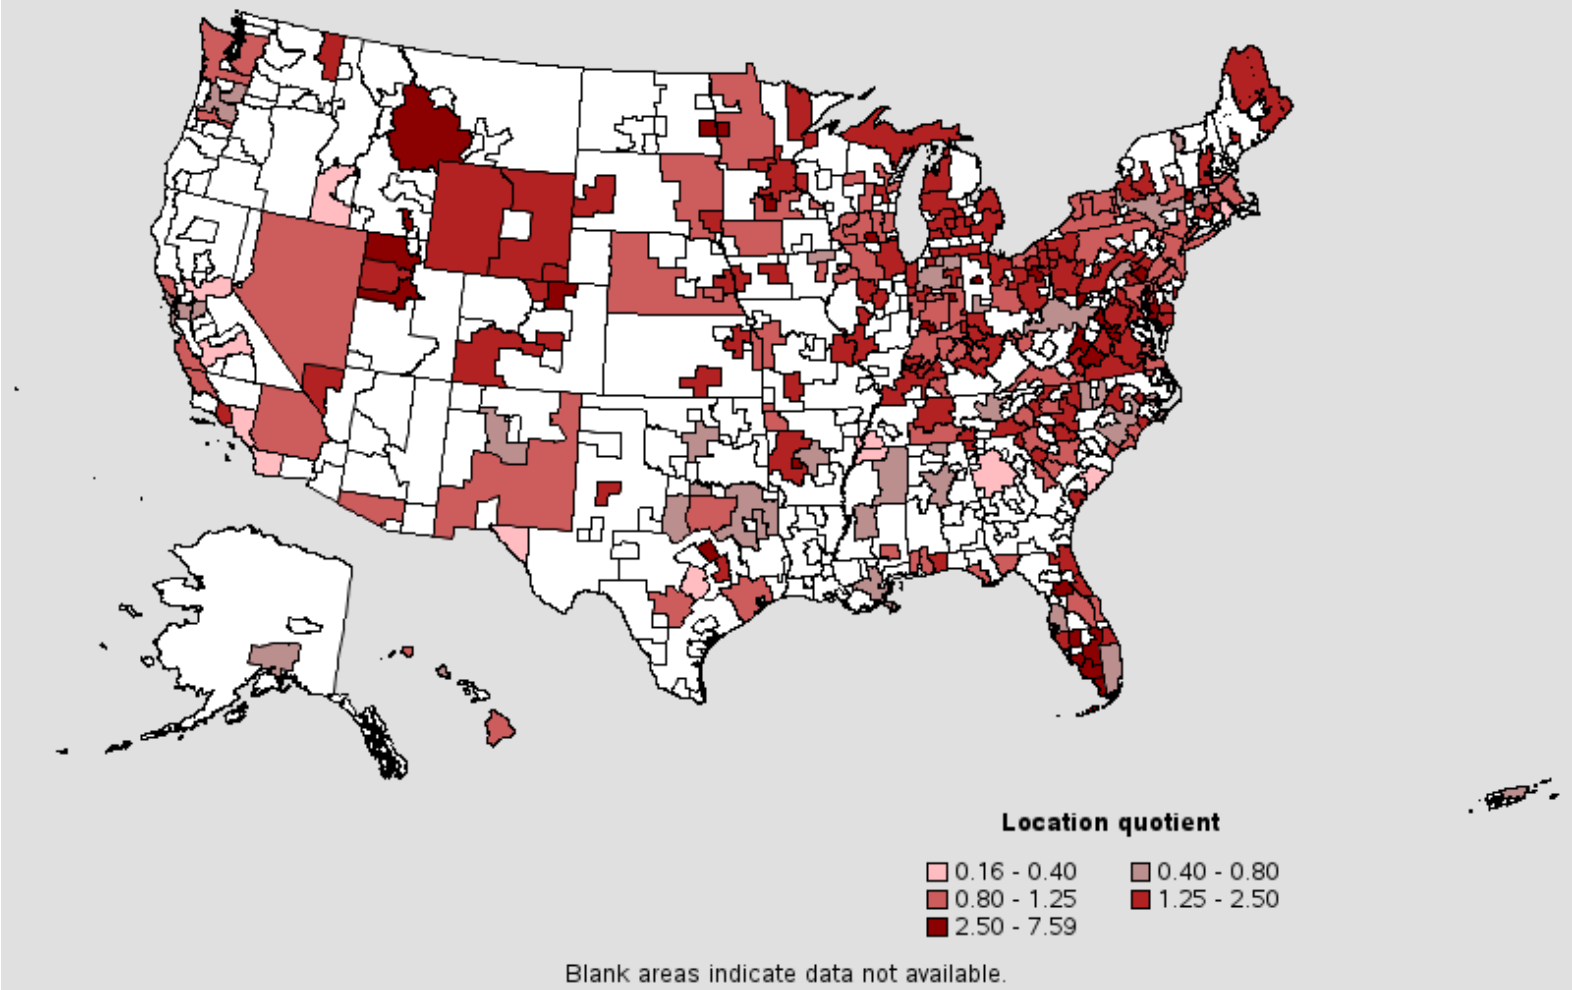 Location quotient
0.16 - 0.40
0.40 - 0.80
0.80 - 1.25
1.25 - 2.50
2.50 - 7.59
Blank areas indicate data not available.